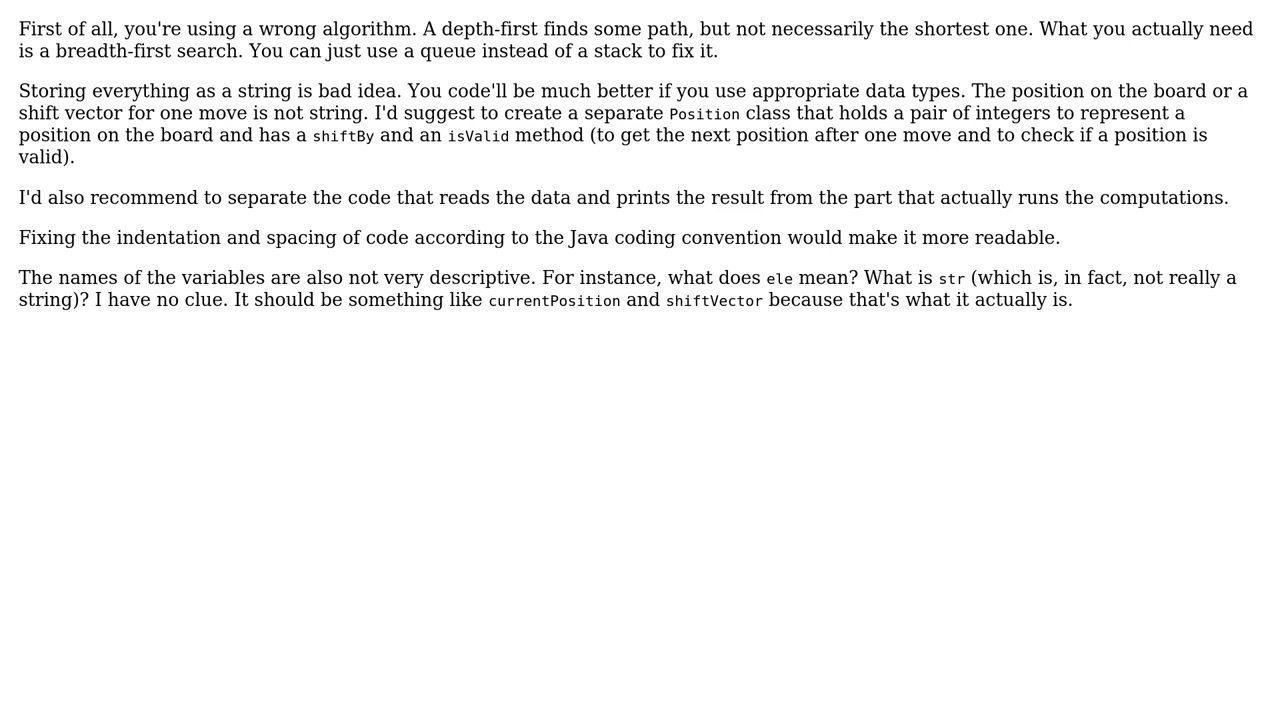 First of all, you're using a wrong algorithm. A depth-first finds some path, but not necessarily the shortest one. What you actually need
is a breadth-first search. You can just use a queue instead of a stack to fix it.
Storing everything as a string is bad idea. You code'll be much better if you use appropriate data types. The position on the board or a
shift vector for one move is not string. I'd suggest to create a separate Position class that holds a pair of integers to represent a
position on the board and has a shiftBy and an isValid method (to get the next position after one move and to check if a position is
valid).
I'd also recommend to separate the code that reads the data and prints the result from the part that actually runs the computations.
Fixing the indentation and spacing of code according to the Java coding convention would make it more readable.
The names of the variables are also not very descriptive. For instance, what does ele mean? What is str (which is, in fact, not really a
string)? I have no clue. It should be something like currentPosition and shiftVector because that's what it actually is.